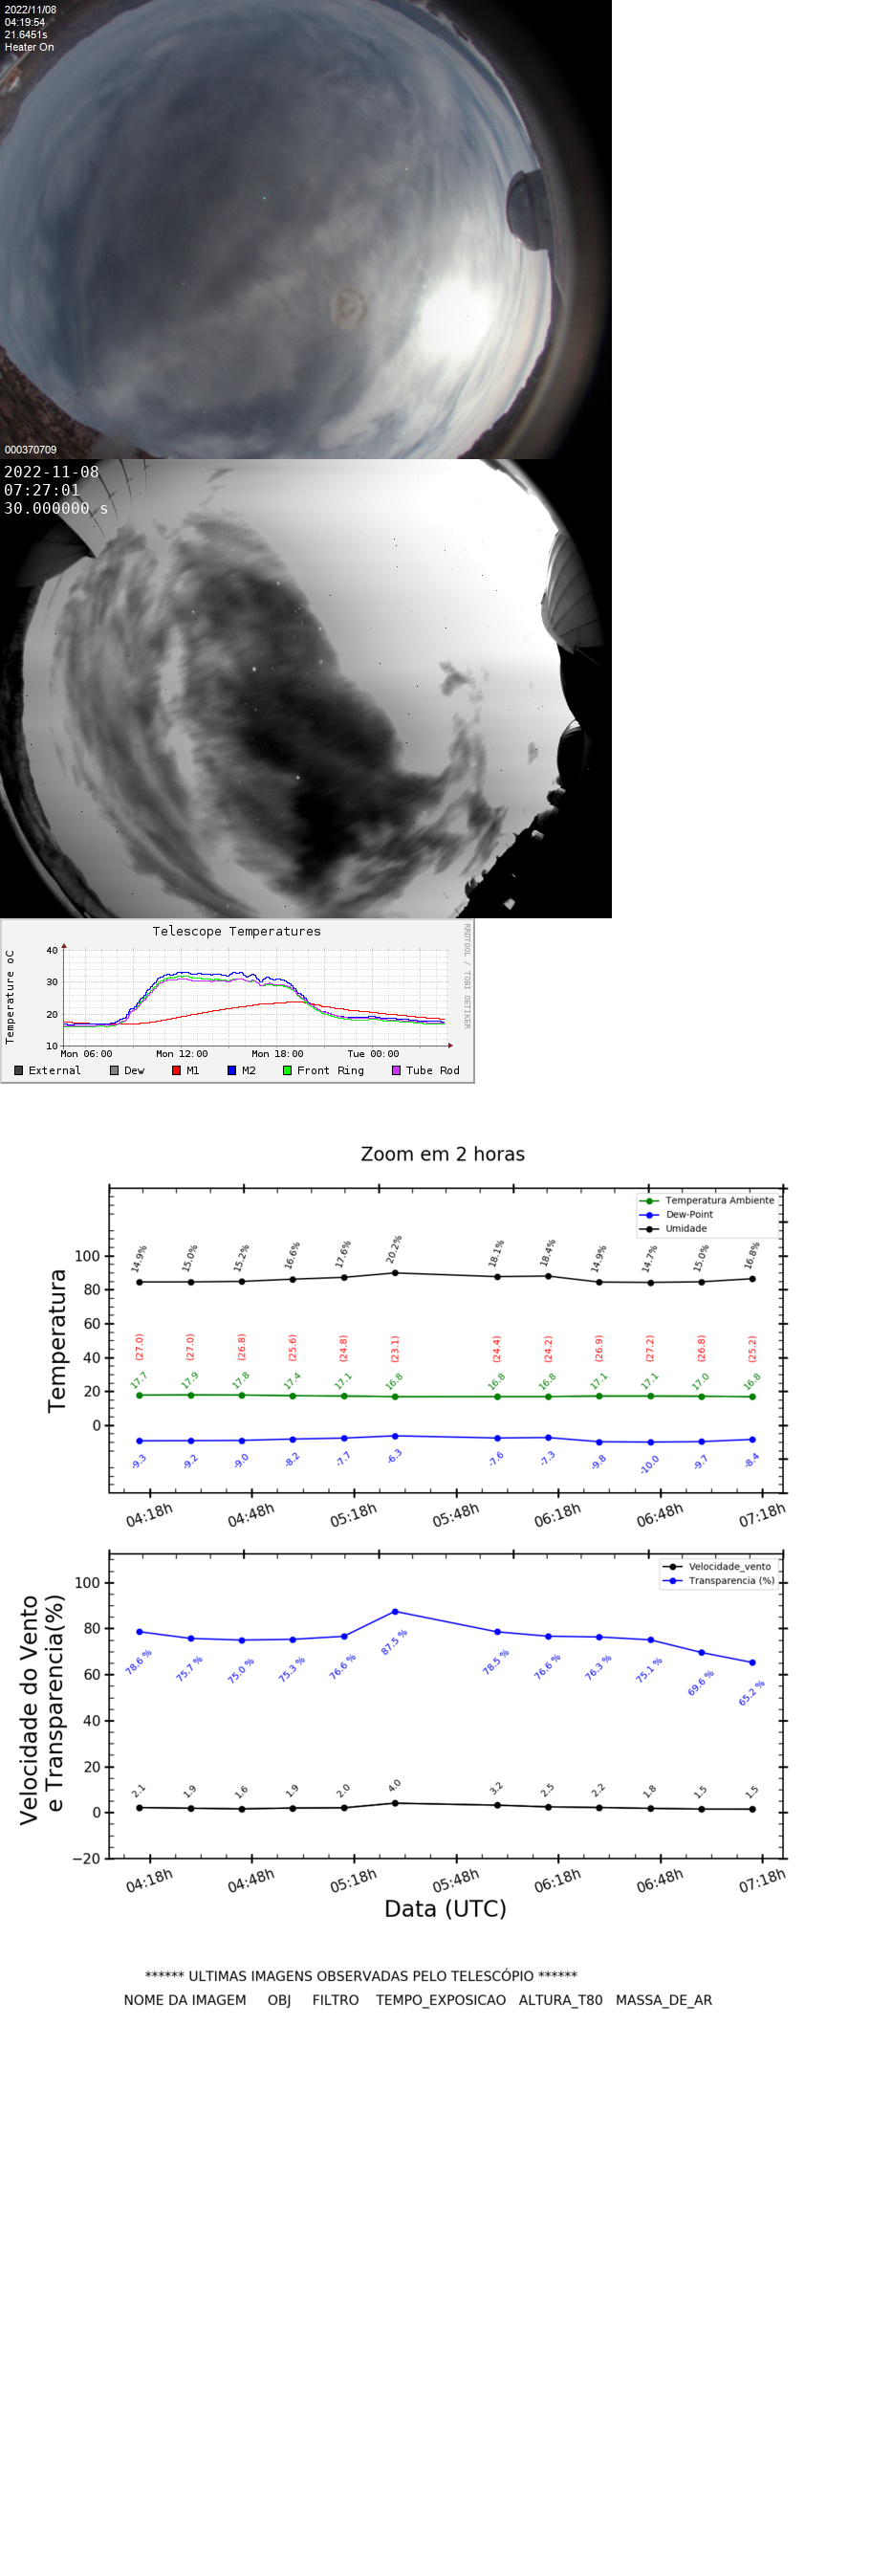 2022/11/08
04:19:54
21.6451s
Heater On
000370709
2022-11-08
07:27:01
30.000000 s
Telescope Temperatures
RRDTOOL / TOBI OETIKER
Temperature oC
40
30
20
10
Mon 06:00 Mon 12:00 Mon 18:00 Tue 00:00
External Dew M1 M2 Front Ring Tube Rod
Zoom em 2 horas
Temperatura Ambiente
Dew-Point
Umidade
Temperatura
100
80
60
40
20
0
14.9% 15.0% 15.2% 16.6% 17.6% 20.2% 18.1% 18.4% 14.9% 14.7% 15.0% 16.8%
(27.0) (27.0) (26.8) (25.6) (24.8) (23.1) (24.4) (24.2) (26.9) (27.2) (26.8) (25.2)
17.7 17.9 17.8 17.4 17.1 16.8 16.8 16.8 17.1 17.1 17.0 16.8
-9.3 -9.2 -9.0 -8.2 -7.7 -6.3 -7.6 -7.3 -9.8 -10.0 -9.7 -8.4
04:18h 04:48h 05:18h 05:48h 06:18h 06:48h 07:18h
Velocidade_vento
Transparencia (%)
Velocidade do Vento
e Transparencia(%)
100
80
60
40
20
0
−20
78.6 % 75.7 % 75.0 % 75.3 % 76.6 % 87.5 % 78.5 % 76.6 % 76.3 % 75.1 % 69.6 % 65.2 %
2.1 1.9 1.6 1.9 2.0 4.0 3.2 2.5 2.2 1.8 1.5 1.5
04:18h 04:48h 05:18h 05:48h 06:18h 06:48h 07:18h
Data (UTC)
****** ULTIMAS IMAGENS OBSERVADAS PELO TELESCÓPIO ******
NOME DA IMAGEM OBJ FILTRO TEMPO_EXPOSICAO ALTURA_T80 MASSA_DE_AR